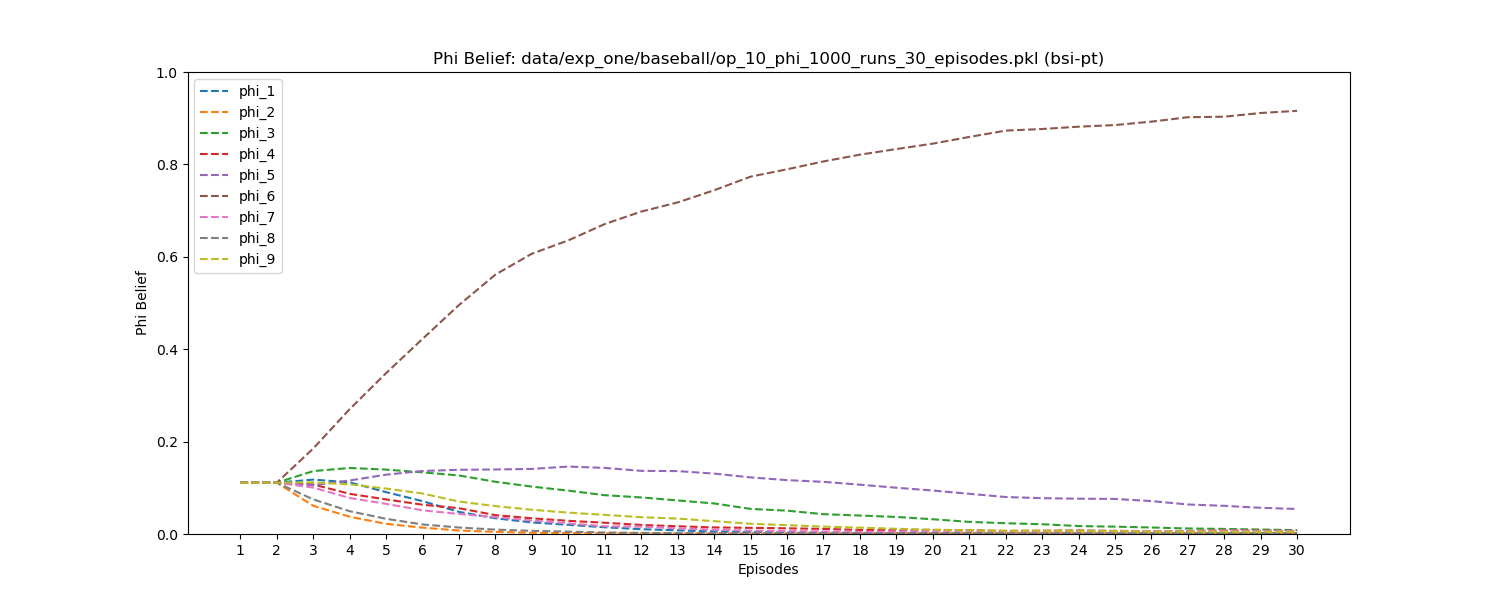 Phi Belief: data/exp_one/baseball/op_10_phi_1000_runs_30_episodes.pkl (bsi-pt)
1.0
0.8
0.6
0.4
0.2
0.0
Phi Belief
phi_1
phi_2
phi_3
phi_4
phi_5
phi_6
phi_7
phi_8
phi_9
1 2 3 4 5 6 7 8 9 10 11 12 13 14 15 16 17 18 19 20 21 22 23 24 25 26 27 28 29 30
Episodes